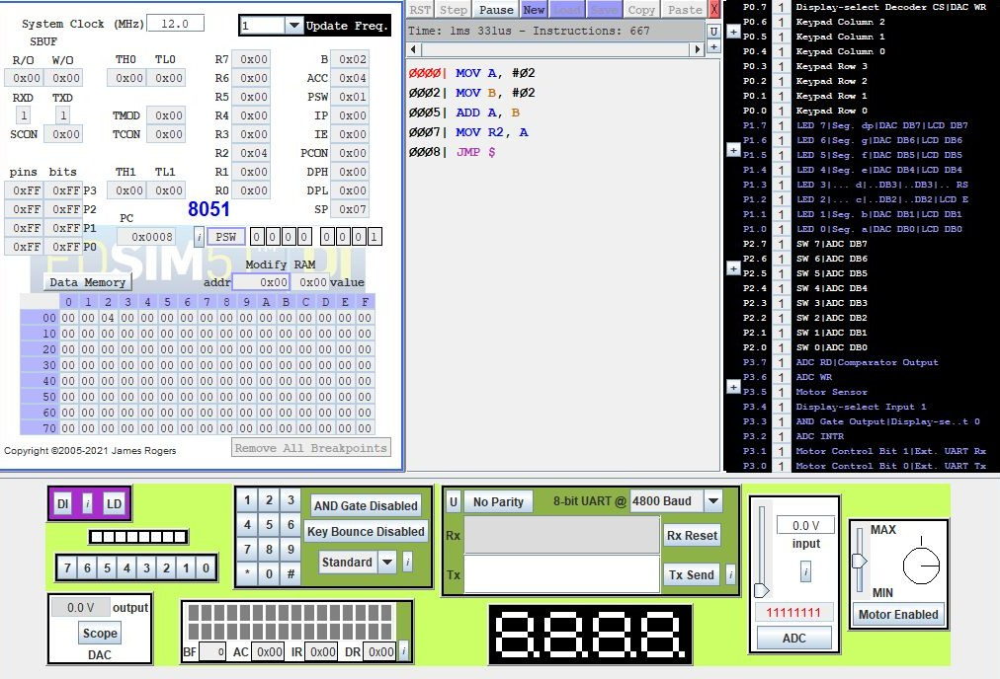 System Clock (MHz) 12.0 1 Update Freq.
SBUF
R/O W/O TH0 TL0 R7 0x00 B 0x02
0x00 0x00 0x00 0x00 R6 0x00 ACC 0x04
RXD TXD R5 0x00 PSW 0x01
1 1 TMOD 0x00 R4 0x00 IP 0x00
SCON 0x00 TCON 0x00 R3 0x00 IE 0x00
R2 0x04 PCON 0x00
pins bits TH1 TL1 R1 0x00 DPH 0x00
0xFF 0xFF P3 0x00 0x00 R0 0x00 DPL 0x00
0xFF 0xFF P2 8051 SP 0x07
0xFF 0xFF P1 PC
0xFF 0xFF P0 0x0008 i PSW 0 0 0 0 0 0 0 1
EDSIM51DI
Modify RAM
Data Memory addr 0x00 0x00 value
0 1 2 3 4 5 6 7 8 9 A B C D E F
00 00 00 04 00 00 00 00 00 00 00 00 00 00 00 00 00
10 00 00 00 00 00 00 00 00 00 00 00 00 00 00 00 00
20 00 00 00 00 00 00 00 00 00 00 00 00 00 00 00 00
30 00 00 00 00 00 00 00 00 00 00 00 00 00 00 00 00
40 00 00 00 00 00 00 00 00 00 00 00 00 00 00 00 00
50 00 00 00 00 00 00 00 00 00 00 00 00 00 00 00 00
60 00 00 00 00 00 00 00 00 00 00 00 00 00 00 00 00
70 00 00 00 00 00 00 00 00 00 00 00 00 00 00 00 00
Copyright ©2005-2021 James Rogers Remove All Breakpoints
RST Step Pause New Load Save Copy Paste X
Time: 1ms 331us - Instructions: 667 U
+
0000| MOV A, #02
0002| MOV B, #02
0005| ADD A, B
0007| MOV R2, A
0008| JMP $
P0.7 1 Display-select Decoder CS|DAC WR
P0.6 1 Keypad Column 2
+ P0.5 1 Keypad Column 1
P0.4 1 Keypad Column 0
P0.3 1 Keypad Row 3
P0.2 1 Keypad Row 2
P0.1 1 Keypad Row 1
P0.0 1 Keypad Row 0
P1.7 1 LED 7|Seg. dp|DAC DB7|LCD DB7
P1.6 1 LED 6|Seg. g|DAC DB6|LCD DB6
+ P1.5 1 LED 5|Seg. f|DAC DB5|LCD DB5
P1.4 1 LED 4|Seg. e|DAC DB4|LCD DB4
P1.3 1 LED 3|... d|..DB3|..DB3|.. RS
P1.2 1 LED 2|... c|..DB2|..DB2|LCD E
P1.1 1 LED 1|Seg. b|DAC DB1|LCD DB1
P1.0 1 LED 0|Seg. a|DAC DB0|LCD DB0
P2.7 1 SW 7|ADC DB7
P2.6 1 SW 6|ADC DB6
+ P2.5 1 SW 5|ADC DB5
P2.4 1 SW 4|ADC DB4
P2.3 1 SW 3|ADC DB3
P2.2 1 SW 2|ADC DB2
P2.1 1 SW 1|ADC DB1
P2.0 1 SW 0|ADC DB0
P3.7 1 ADC RD|Comparator Output
P3.6 1 ADC WR
+ P3.5 1 Motor Sensor
P3.4 1 Display-select Input 1
P3.3 1 AND Gate Output|Display-se..t 0
P3.2 1 ADC INTR
P3.1 1 Motor Control Bit 1|Ext. UART Rx
P3.0 1 Motor Control Bit 0|Ext. UART Tx
DI i LD
7 6 5 4 3 2 1 0
0.0 V output
Scope
DAC
1 2 3 AND Gate Disabled
4 5 6 Key Bounce Disabled
7 8 9 Standard i
* 0 #
BF 0 AC 0x00 IR 0x00 DR 0x00 i
U No Parity 8-bit UART @ 4800 Baud
Rx Rx Reset
Tx Tx Send i
8.8.8.8.
0.0 V
input
i
11111111
ADC
MAX
MIN
Motor Enabled